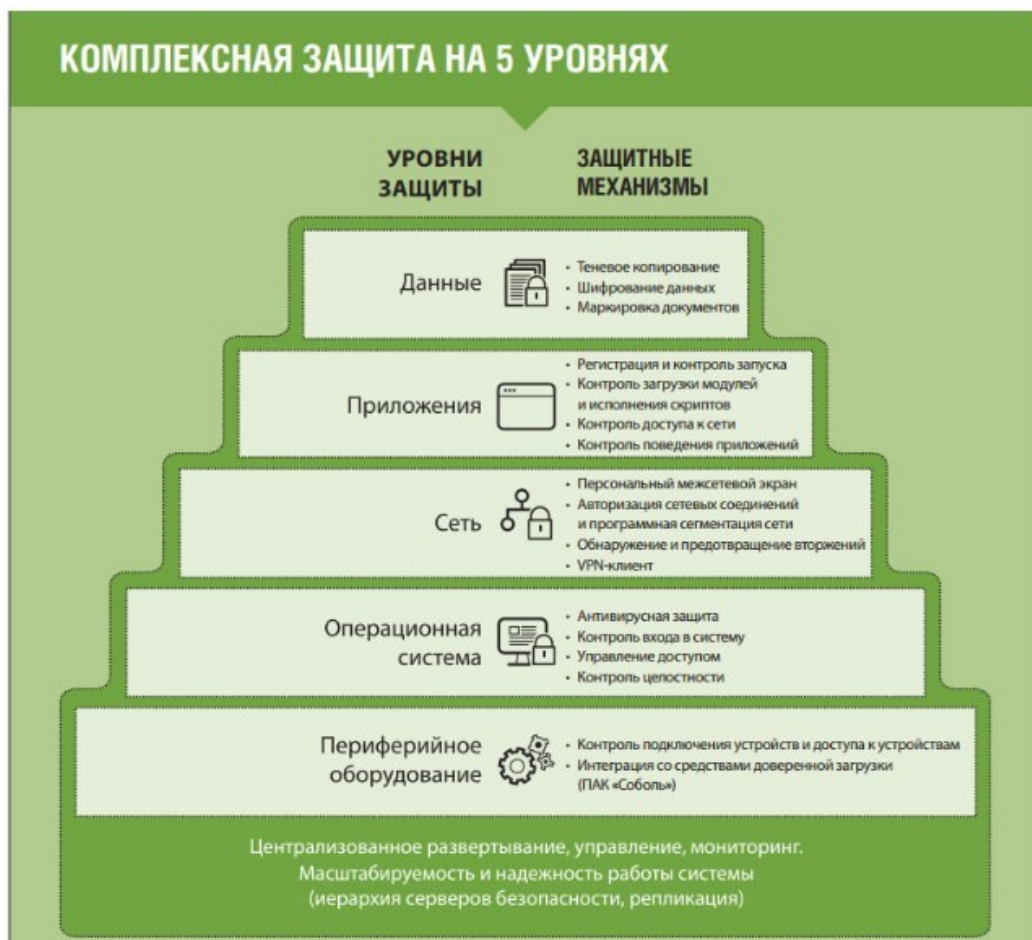 КОМПЛЕКСНАЯ ЗАЩИТА НА 5 УРОВНЯХ
УРОВНИ
ЗАЩИТЫ
ЗАЩИТНЫЕ
МЕХАНИЗМЫ
Данные
• Теневое копирование
• Шифрование данных
• Маркировка документов
Приложения
• Регистрация и контроль запуска
• Контроль загрузки модулей
и исполнения скриптов
• Контроль доступа к сети
• Контроль поведения приложений
Сеть
• Персональный межсетевой экран
• Авторизация сетевых соединений
и программная сегментация сети
• Обнаружение и предотвращение вторжений
• VPN-клиент
Операционная
система
• Антивирусная защита
• Контроль входа в систему
• Управление доступом
• Контроль целостности
Периферийное
оборудование
• Контроль подключения устройств и доступа к устройствам
• Интеграция со средствами доверенной загрузки
(ПАК «Соболь»)
Централизованное развертывание, управление, мониторинг.
Масштабируемость и надежность работы системы
(иерархия серверов безопасности, репликация)